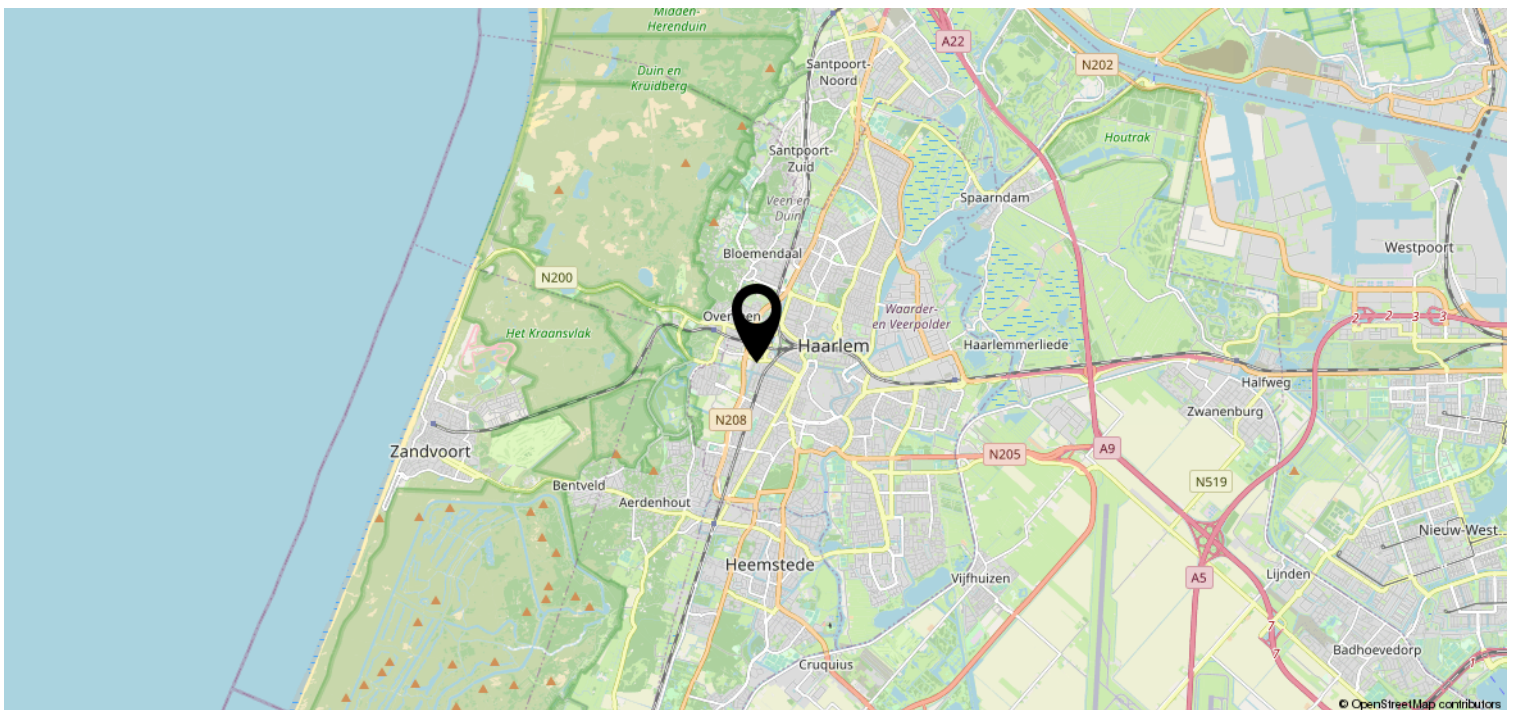 Midden-
Herenduin
A22
Santpoort-
Noord
N202
Duin en
Kruidberg
Houtrak
Santpoort-
Zuid
Spaarndam
Veen en
Duin
Bloemendaal
Westpoort
N200
Waarder-
en Veerpolder
2
2
3
3
Het Kraansvlak
Haarlem
Haarlemmerliede
Halfweg
Zwanenburg
N208
Zandvoort
A9
N205
N519
Bentveld
Aerdenhout
Nieuw-West
Heemstede
Vijfhuizen
A5
Lijnden
7
7
Badhoevedorp
1
Cruquius
© OpenStreetMap contributors